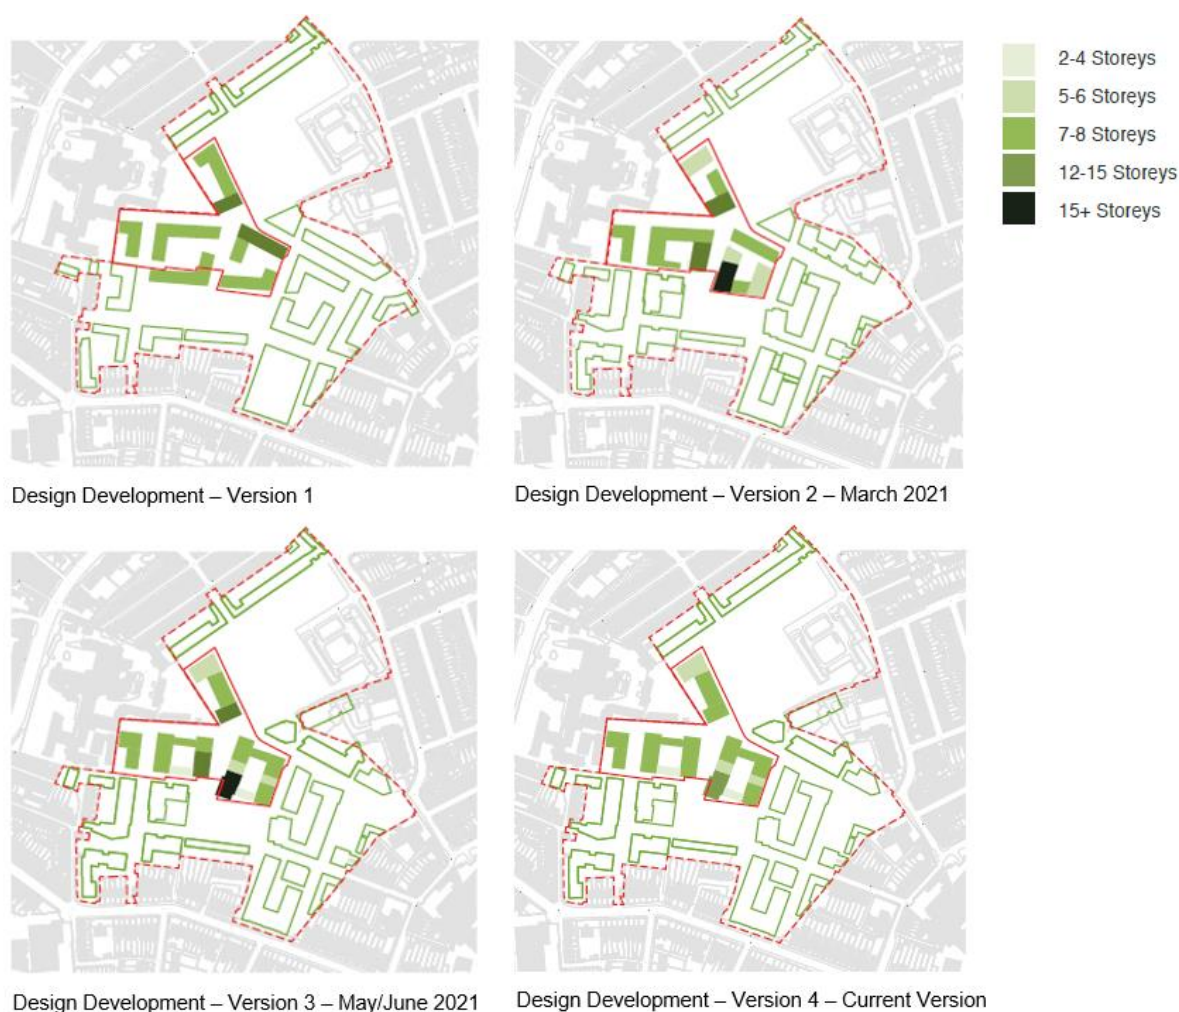 2-4 Storeys
5-6 Storeys
7-8 Storeys
12-15 Storeys
15+ Storeys
Design Development – Version 1
Design Development – Version 2 – March 2021
Design Development – Version 3 – May/June 2021
Design Development – Version 4 – Current Version